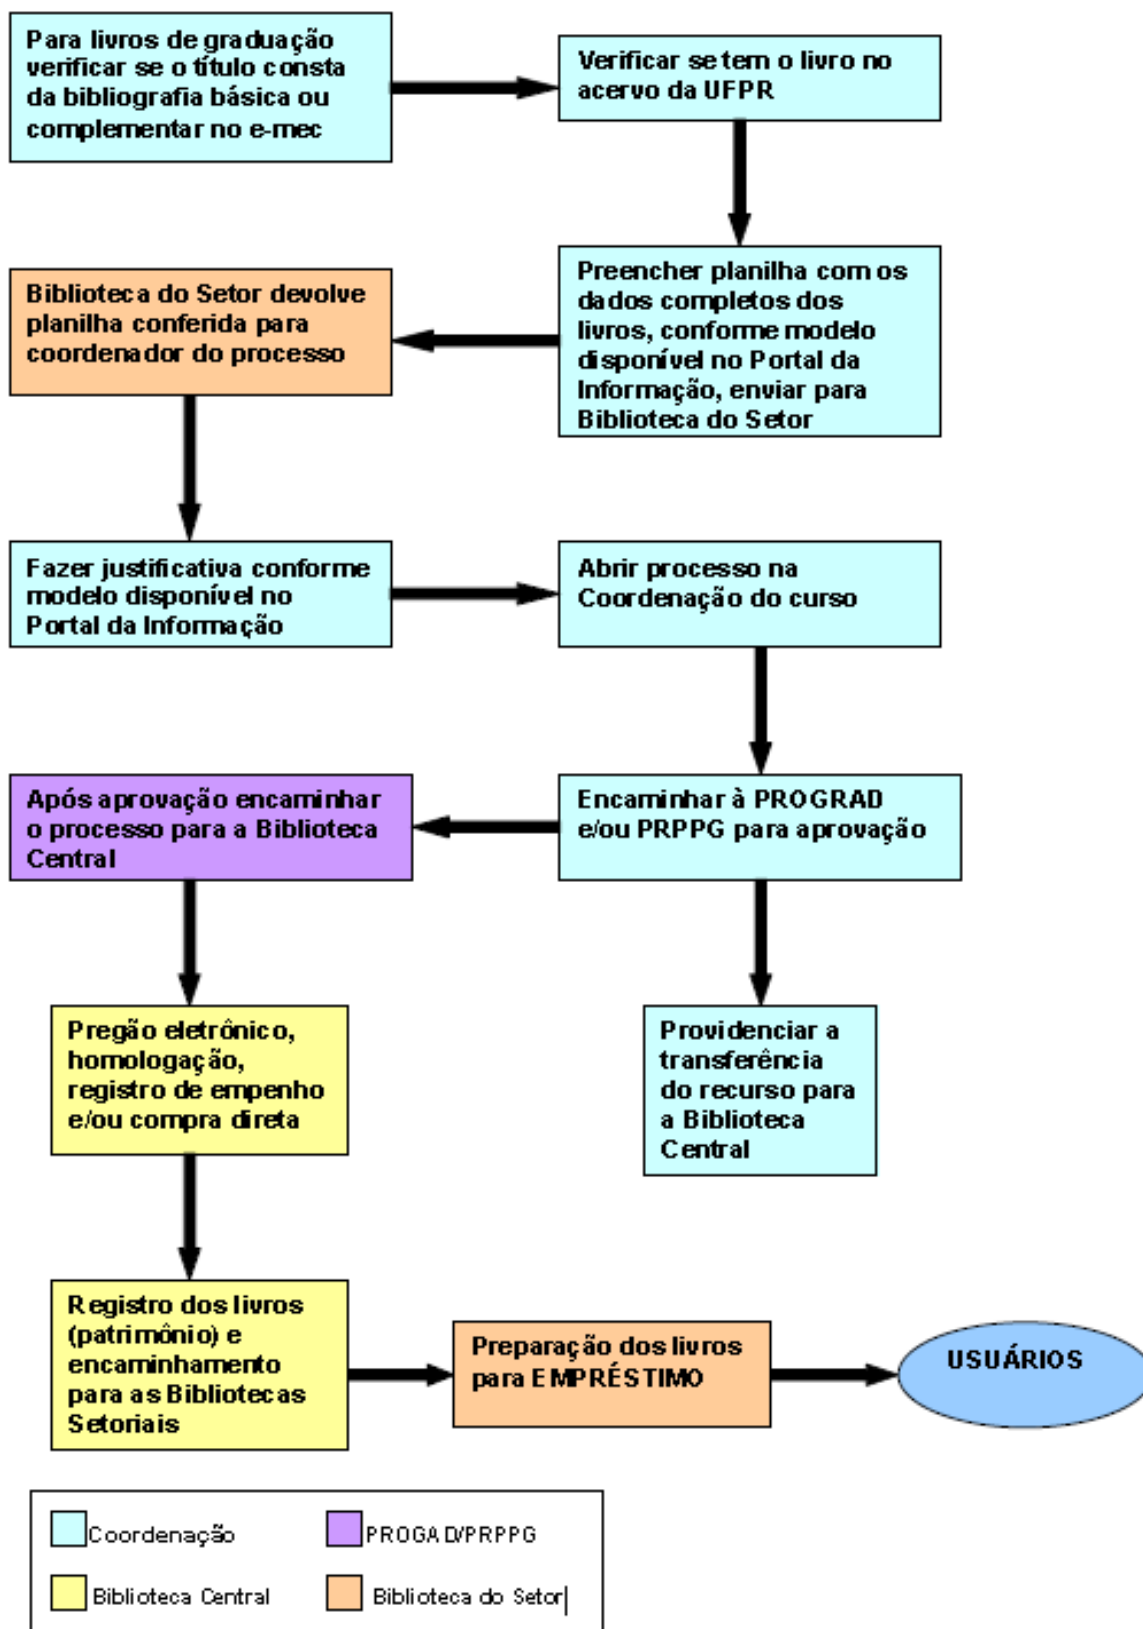 Para livros de graduação
verificar se o título consta
da bibliografia básica ou
complementar no e-mec
Verificar se tem o livro no
acervo da UFPR
Preencher planilha com os
dados completos dos
livros, conforme modelo
disponível no Portal da
Informação, enviar para
Biblioteca do Setor
Biblioteca do Setor devolve
planilha conferida para
coordenador do processo
Fazer justificativa conforme
modelo disponível no
Portal da Informação
Abrir processo na
Coordenação do curso
Encaminhar à PROGRAD
e/ou PRPPG para aprovação
Após aprovação encaminhar
o processo para a Biblioteca
Central
Providenciar a
transferência
do recurso para
a Biblioteca
Central
Pregão eletrônico,
homologação,
registro de empenho
e/ou compra direta
Registro dos livros
(patrimônio) e
encaminhamento
para as Bibliotecas
Setoriais
Preparação dos livros
para EMPRÉSTIMO
USUÁRIOS
Coordenação
PROGAD/PRPPG
Biblioteca Central
Biblioteca do Setor